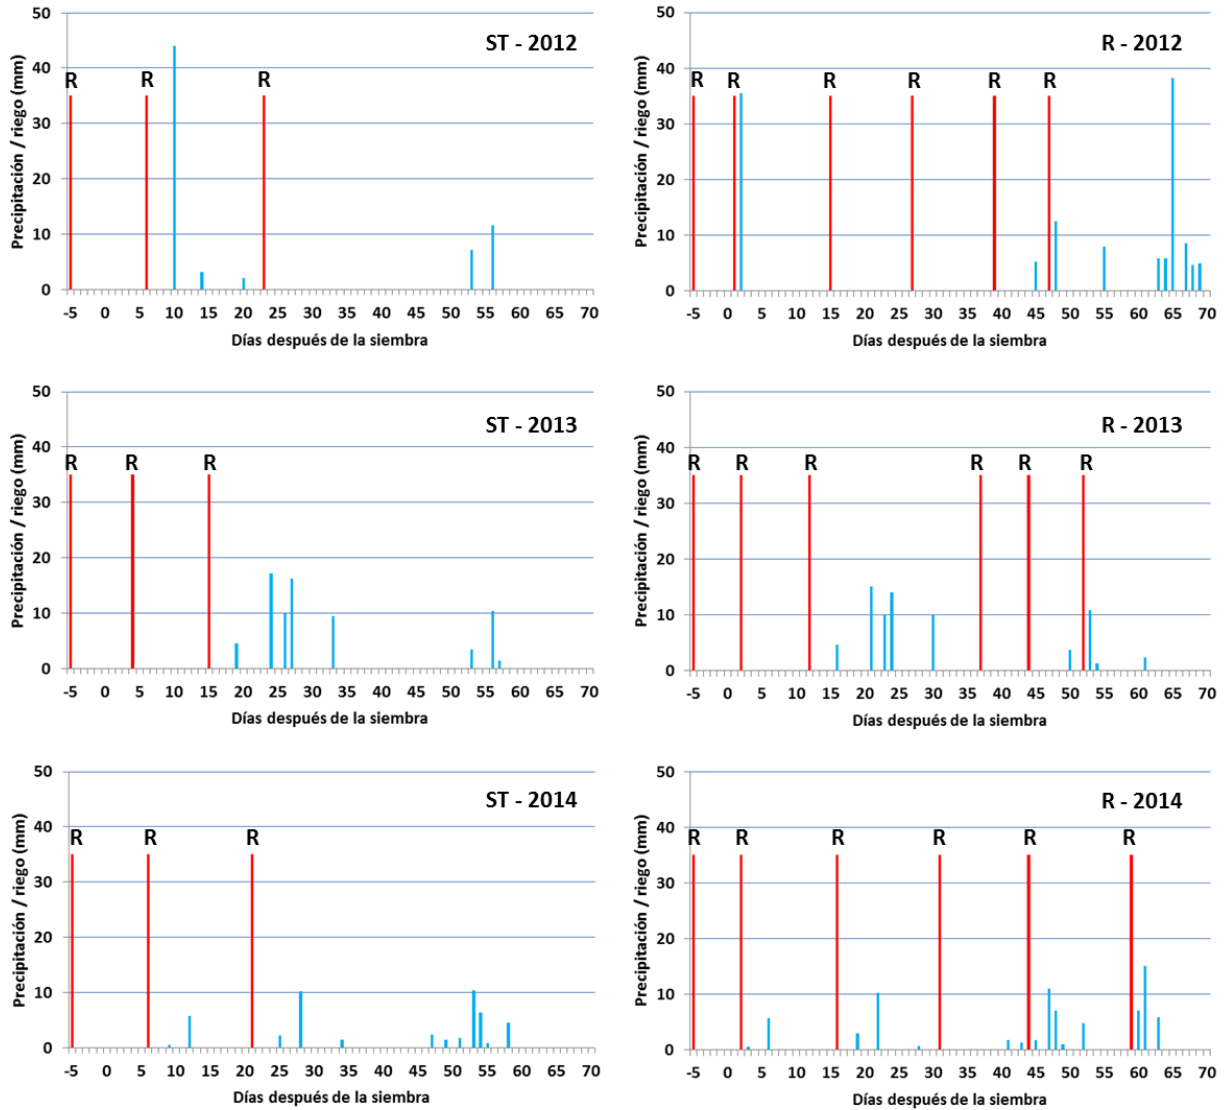 50
40
30
20
10
0
Precipitación / riego (mm)
ST - 2012
R R R
-5 0 5 10 15 20 25 30 35 40 45 50 55 60 65 70
Días después de la siembra
50
40
30
20
10
0
Precipitación / riego (mm)
R - 2012
R R R R R R
-5 0 5 10 15 20 25 30 35 40 45 50 55 60 65 70
Días después de la siembra
50
40
30
20
10
0
Precipitación / riego (mm)
ST - 2013
R R R
-5 0 5 10 15 20 25 30 35 40 45 50 55 60 65 70
Días después de la siembra
50
40
30
20
10
0
Precipitación / riego (mm)
R - 2013
R R R R R R
-5 0 5 10 15 20 25 30 35 40 45 50 55 60 65 70
Días después de la siembra
50
40
30
20
10
0
Precipitación / riego (mm)
ST - 2014
R R R
-5 0 5 10 15 20 25 30 35 40 45 50 55 60 65 70
Días después de la siembra
50
40
30
20
10
0
Precipitación / riego (mm)
R - 2014
R R R R R R
-5 0 5 10 15 20 25 30 35 40 45 50 55 60 65 70
Días después de la siembra